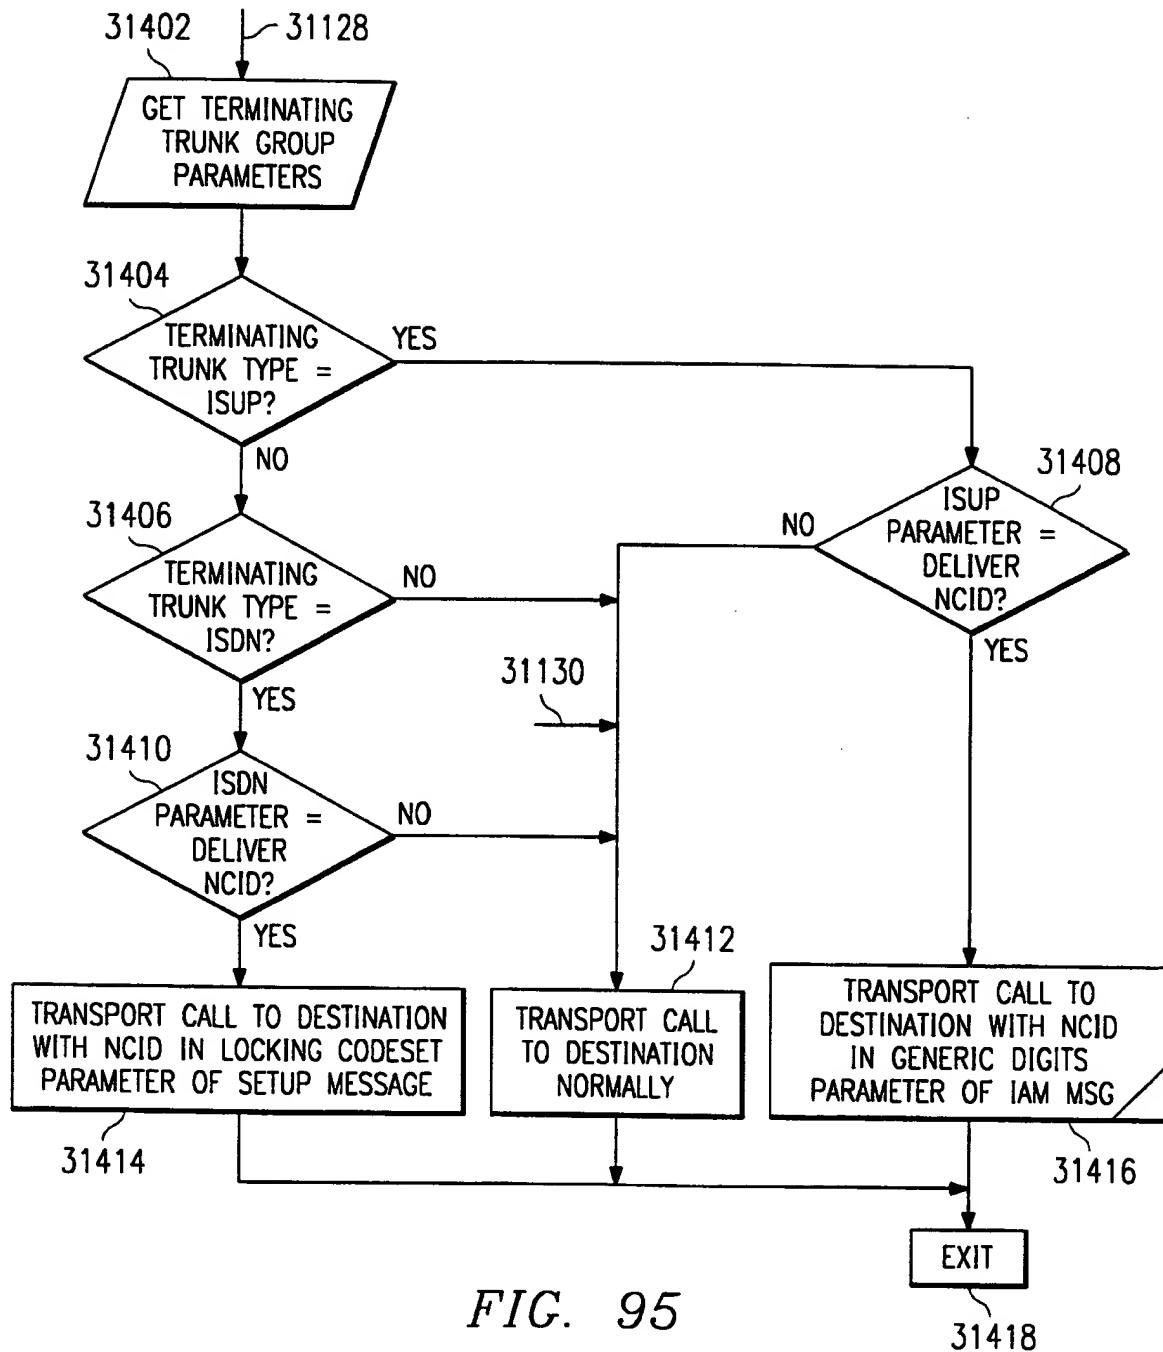 31402
31128
GET TERMINATING
TRUNK GROUP
PARAMETERS
31404
TERMINATING
TRUNK TYPE =
ISUP?
YES
NO
31408
ISUP
PARAMETER =
DELIVER
NCID?
NO
YES
31406
TERMINATING
TRUNK TYPE =
ISDN?
NO
YES
31130
31410
ISDN
PARAMETER =
DELIVER
NCID?
NO
YES
31412
TRANSPORT CALL TO DESTINATION
WITH NCID IN LOCKING CODESET
PARAMETER OF SETUP MESSAGE
31414
TRANSPORT CALL
TO DESTINATION
NORMALLY
TRANSPORT CALL TO
DESTINATION WITH NCID
IN GENERIC DIGITS
PARAMETER OF IAM MSG
31416
EXIT
31418
FIG. 95